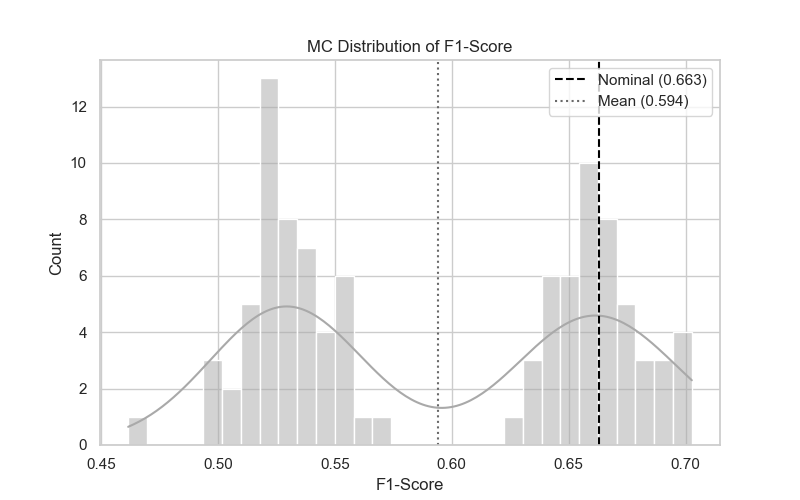 MC Distribution of F1-Score
Nominal (0.663)
Mean (0.594)
Count
12
10
8
6
4
2
0
0.45 0.50 0.55 0.60 0.65 0.70
F1-Score